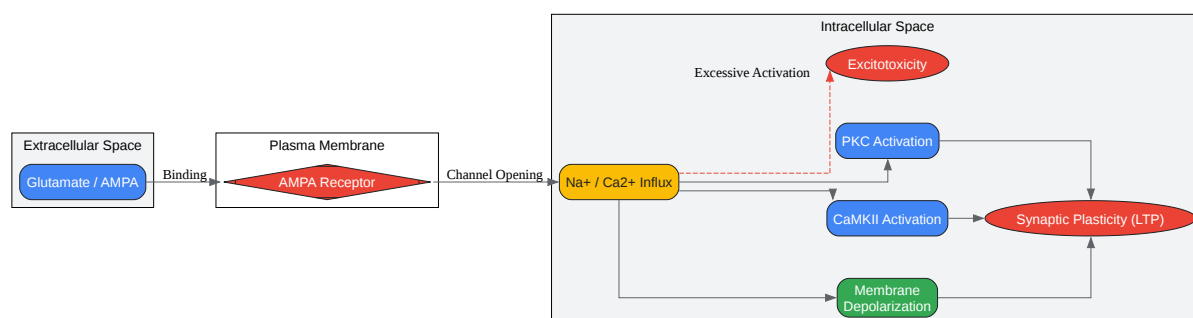 Intracellular Space
Excitotoxicity
Excessive Activation
Extracellular Space
Plasma Membrane
PKC Activation
Glutamate / AMPA
Binding
AMPA Receptor
Channel Opening
Na+ / Ca2+ Influx
CaMKII Activation
Synaptic Plasticity (LTP)
Membrane
Depolarization